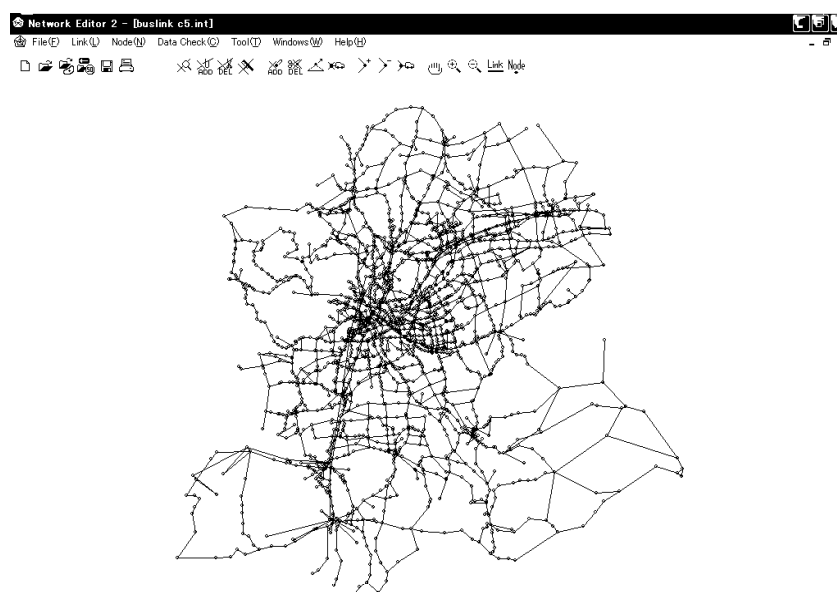 Network Editor 2 - [buslink c5.int]
File(F) Link(L) Node(N) Data Check(C) Tool(T) Windows(W) Help(H)
ADD DEL ADD DEL Link Node